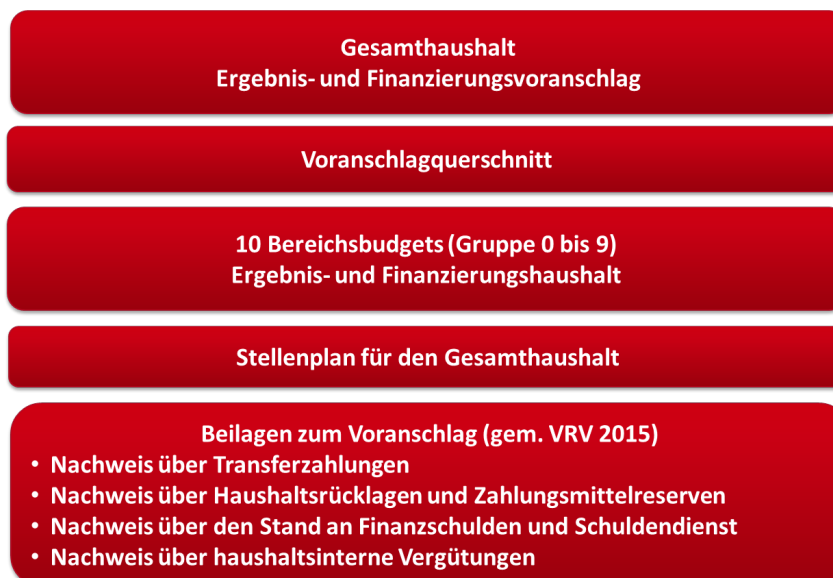 Gesamthaushalt
Ergebnis- und Finanzierungsvoranschlag
Voranschlagquerschnitt
10 Bereichsbudgets (Gruppe 0 bis 9)
Ergebnis- und Finanzierungshaushalt
Stellenplan für den Gesamthaushalt
Beilagen zum Voranschlag (gem. VRV 2015)
• Nachweis über Transferzahlungen
• Nachweis über Haushaltsrücklagen und Zahlungsmittelreserven
• Nachweis über den Stand an Finanzschulden und Schuldendienst
• Nachweis über haushaltsinterne Vergütungen